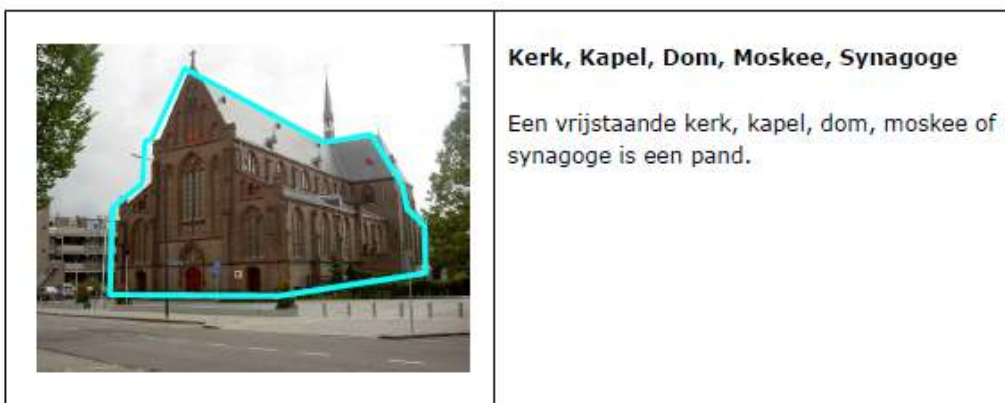 Kerk, Kapel, Dom, Moskee, Synagoge
Een vrijstaande kerk, kapel, dom, moskee of
synagoge is een pand.